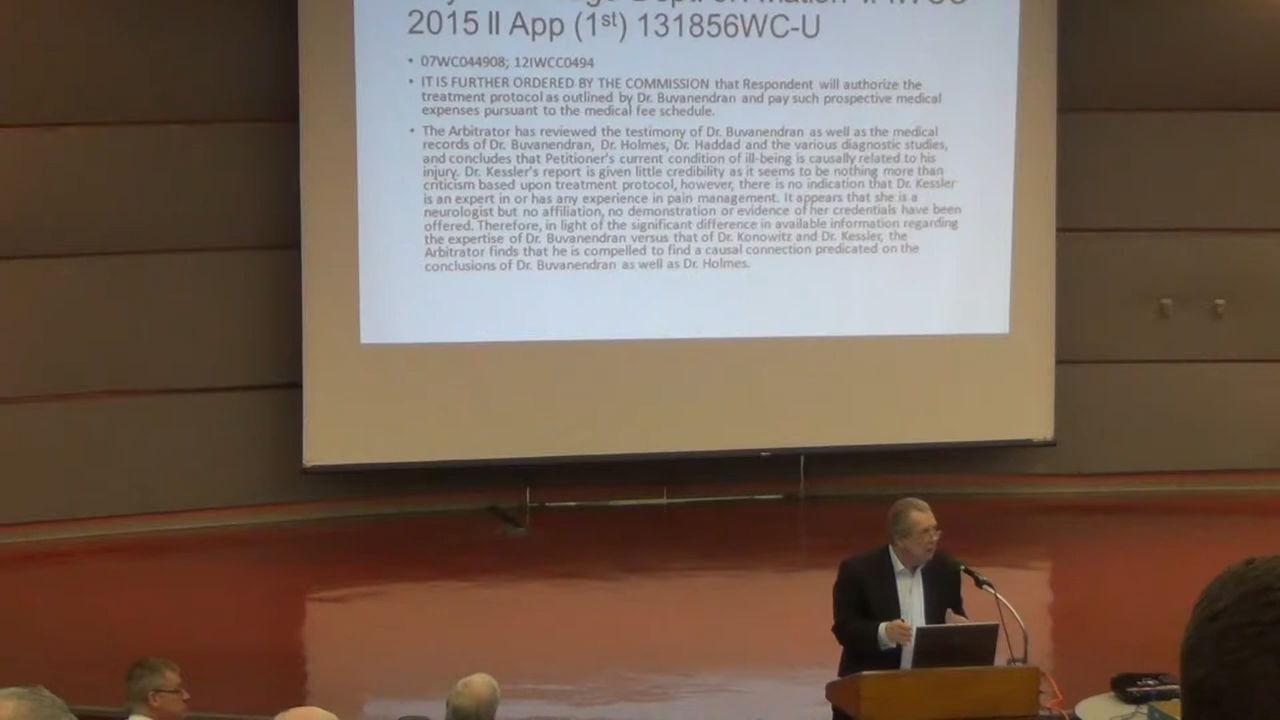 2015 Il App (1st) 131856WC-U
• 07WC044908; 12IWCC0494
• IT IS FURTHER ORDERED BY THE COMMISSION that Respondent will authorize the
treatment protocol as outlined by Dr. Buvanendran and pay such prospective medical
expenses pursuant to the medical fee schedule.
• The Arbitrator has reviewed the testimony of Dr. Buvanendran as well as the medical
records of Dr. Buvanendran, Dr. Holmes, Dr. Haddad and the various diagnostic studies,
and concludes that Petitioner's current condition of ill-being is causally related to his
injury. Dr. Kessler's report is given little credibility as it seems to be nothing more than
criticism based upon treatment protocol, however, there is no indication that Dr. Kessler
is an expert in or has any experience in pain management. It appears that she is a
neurologist but no affiliation, no demonstration or evidence of her credentials have been
offered. Therefore, in light of the significant difference in available information regarding
the expertise of Dr. Buvanendran versus that of Dr. Konowitz and Dr. Kessler, the
Arbitrator finds that he is compelled to find a causal connection predicated on the
conclusions of Dr. Buvanendran as well as Dr. Holmes.